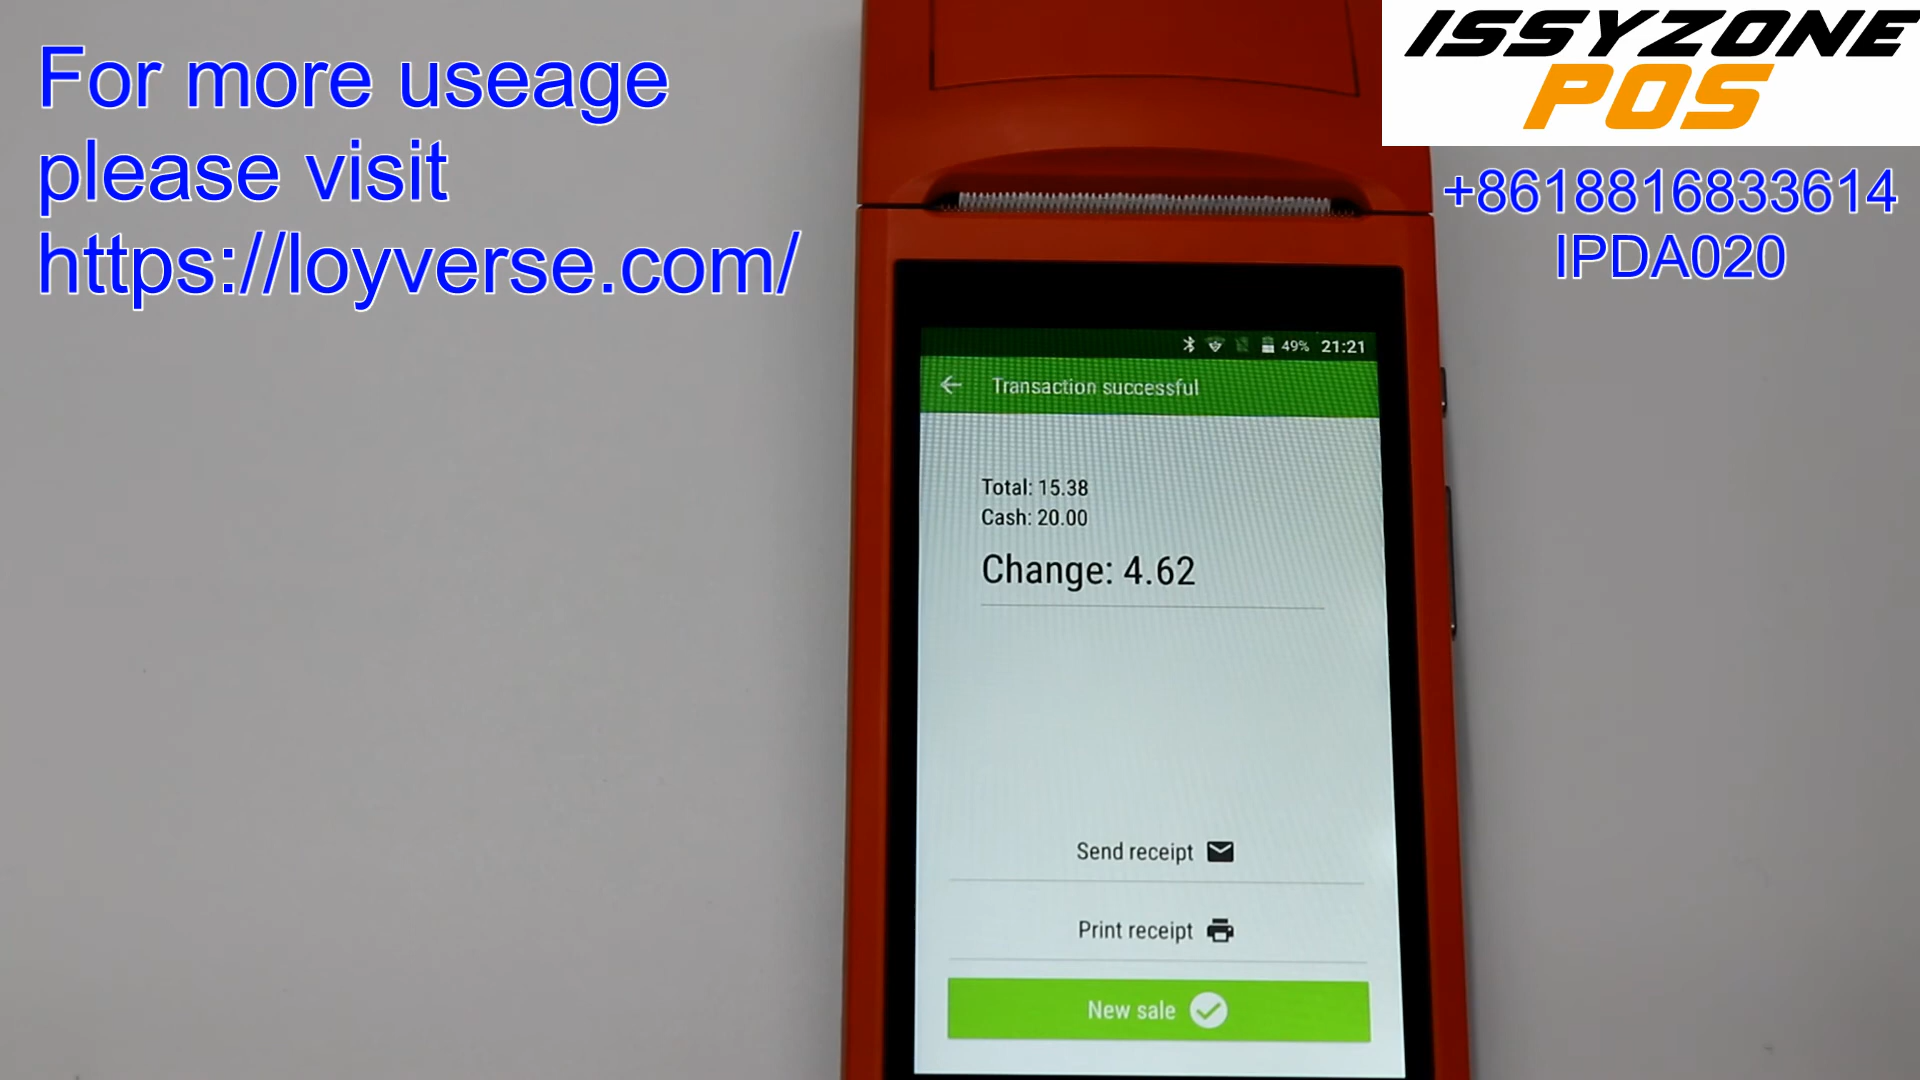 For more useage
please visit
https://loyverse.com/
ISSYZONE
POS
+8618816833614
IPDA020
49% 21:21
Transaction successful
Total: 15.38
Cash: 20.00
Change: 4.62
Send receipt
Print receipt
New sale